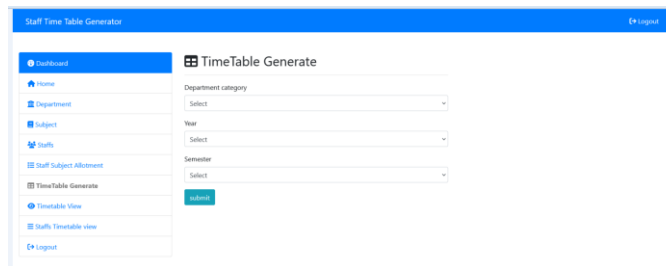 Staff Time Table Generator
Logout
Dashboard
Home
Department
Subject
Staffs
Staff Subject Allotment
TimeTable Generate
Timetable View
Staffs Timetable view
Logout
TimeTable Generate
Department category
Select
Year
Select
Semester
Select
submit